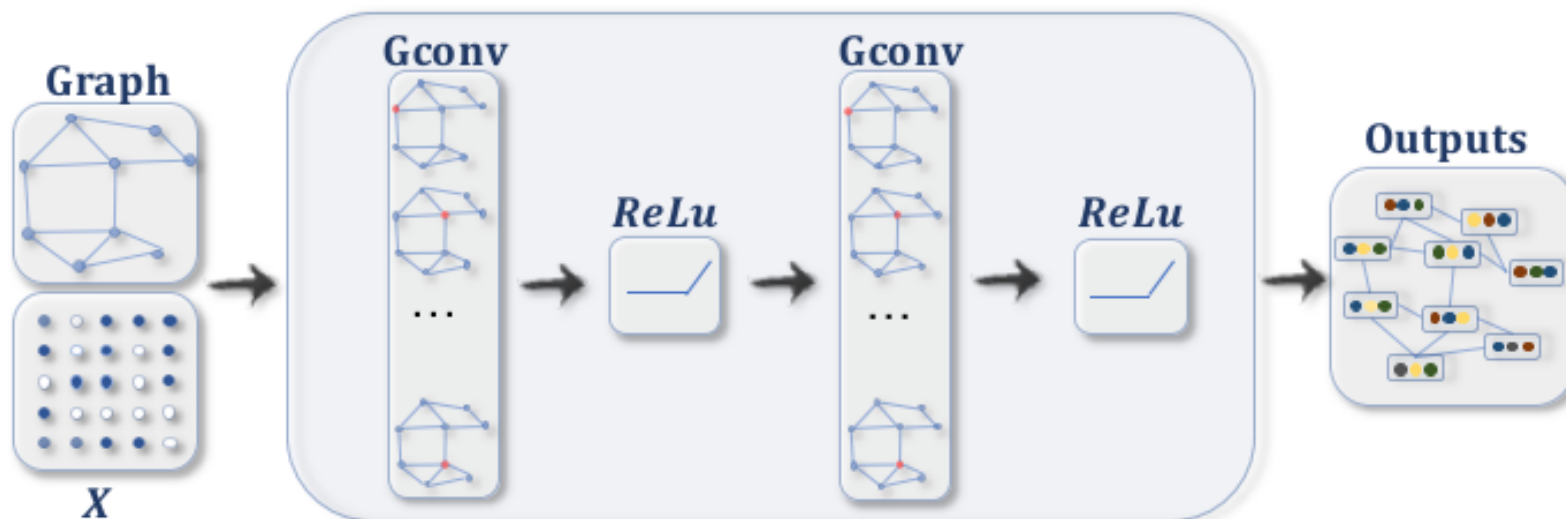 Graph
X
Gconv
...
ReLu
Gconv
...
ReLu
Outputs